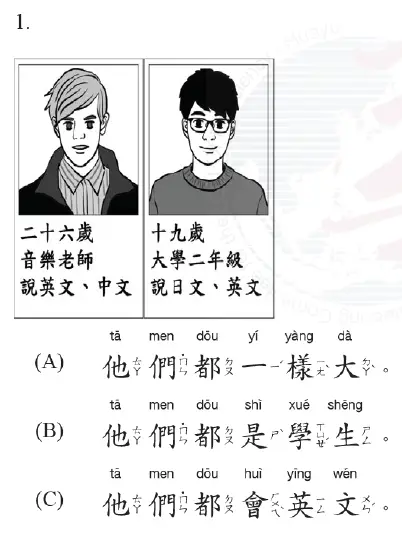 1.
二十六歲
音樂老師
說英文、中文
十九歲
大學二年級
說日文、英文
tā men dōu yí yàng dà
(A) 他們都一樣大。
tā men dōu shì xué shēng
(B) 他們都是學生。
tā men dōu huì yīng wén
(C) 他們都會英文。